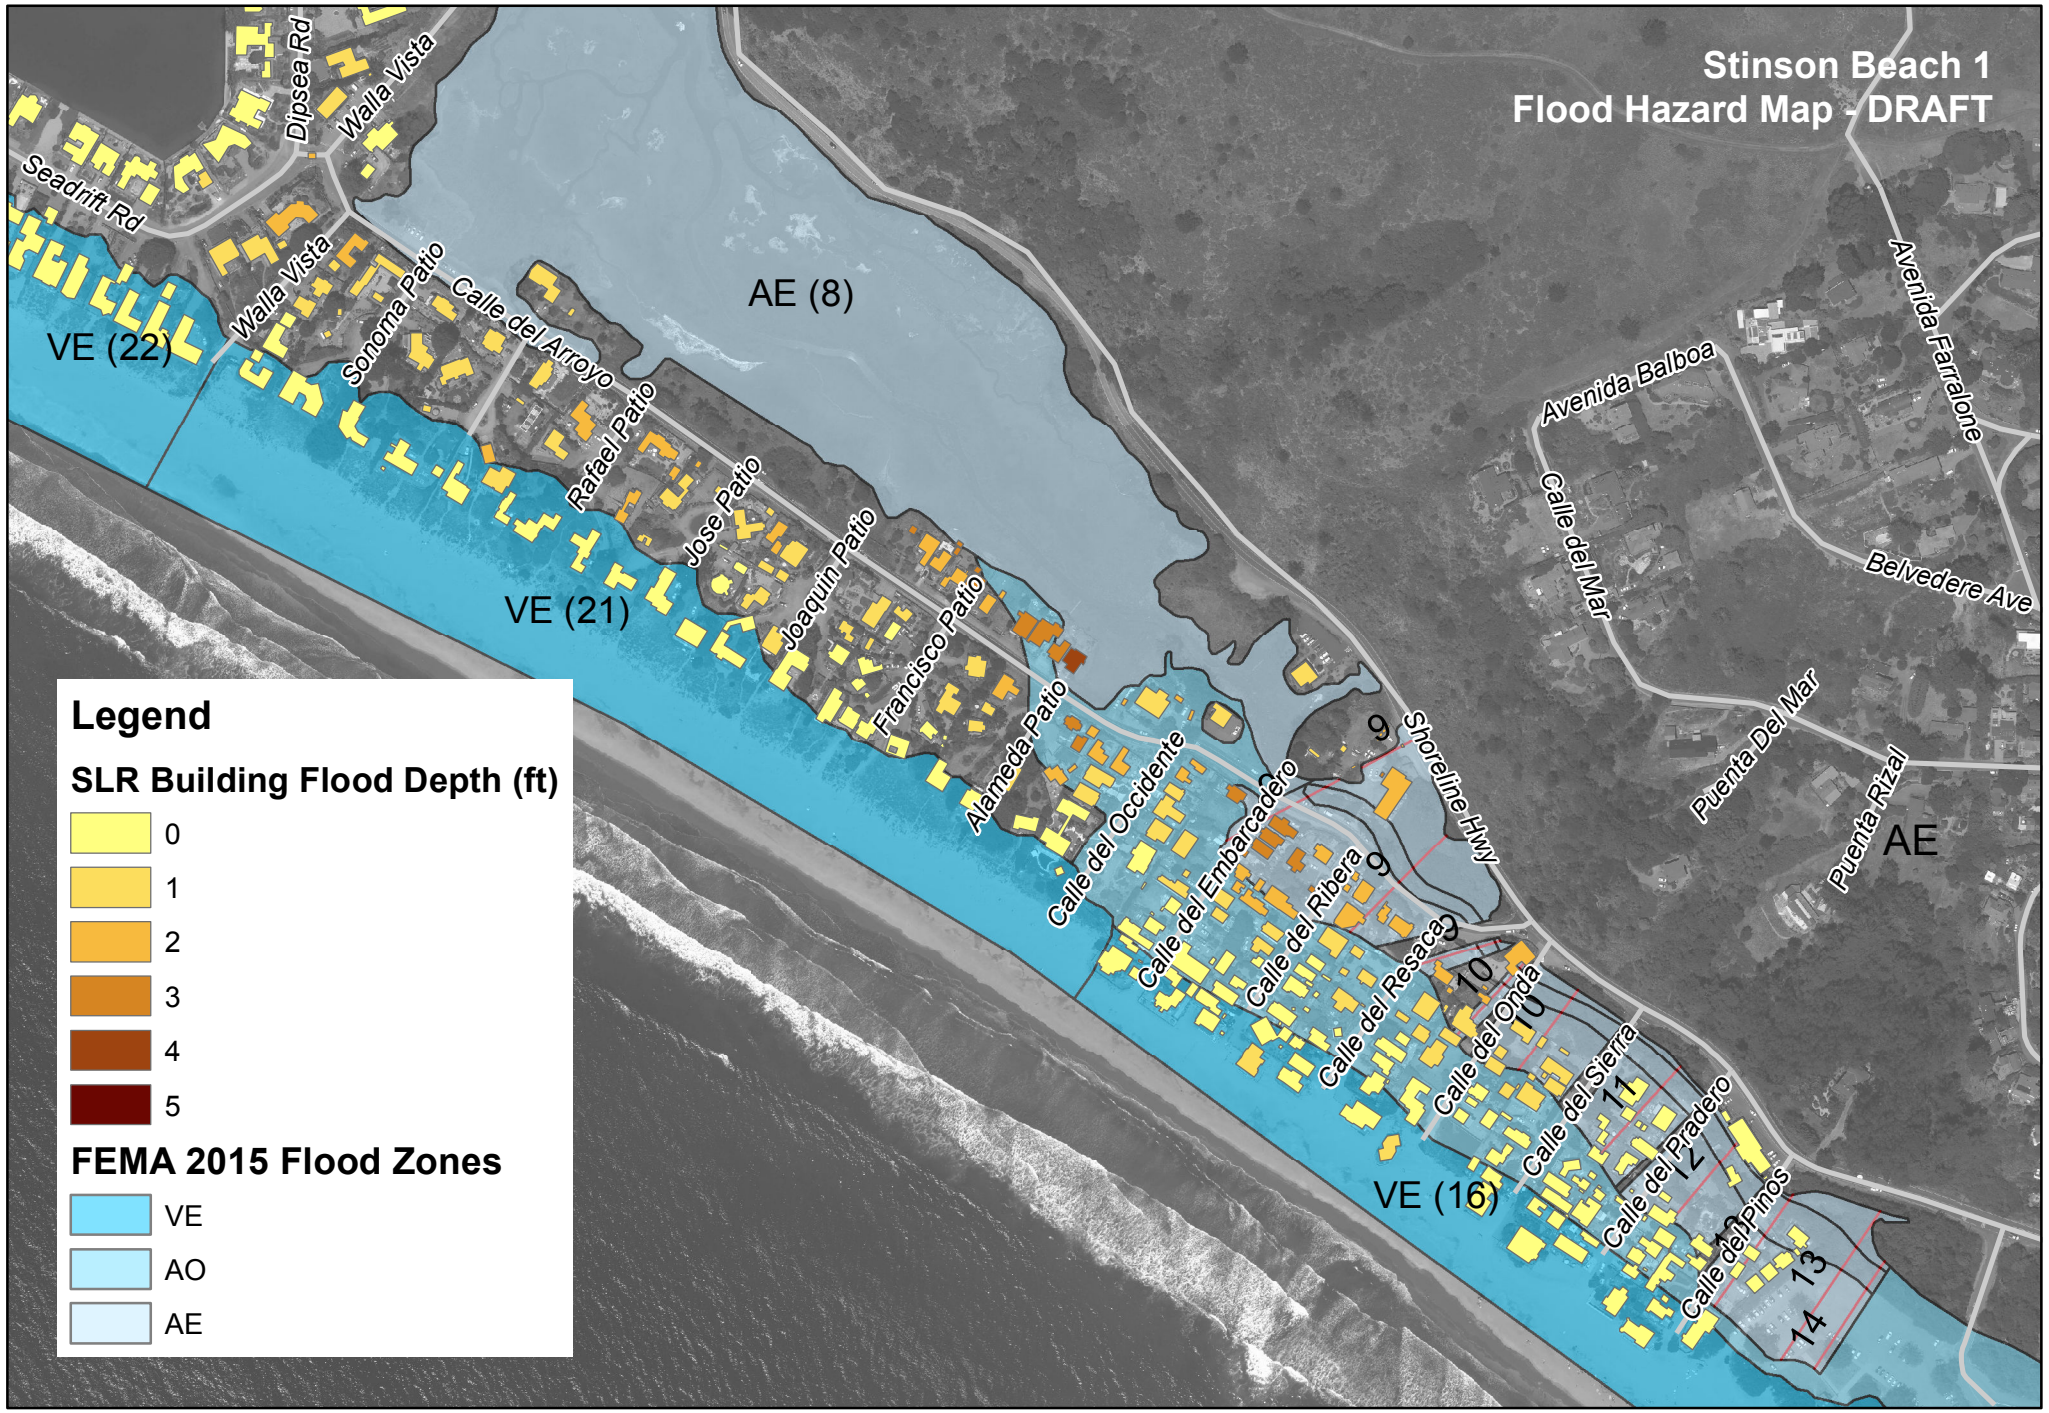 Stinson Beach 1
Flood Hazard Map - DRAFT
Dipsea Rd
Walla Vista
Seadrift Rd
Walla Vista
Sonoma Patio
Calle del Arroyo
Rafael Patio
Jose Patio
Joaquin Patio
Francisco Patio
Alameda Patio
Calle del Occidente
Calle del Embarcadero
Calle del Ribera
Calle del Resaca
Calle del Onda
Calle del Sierra
Calle del Pradero
Calle del Pinos
Shoreline Hwy
Avenida Balboa
Avenida Farralone
Calle del Mar
Belvedere Ave
Puenta Del Mar
Puenta Rizal
AE (8)
VE (22)
VE (21)
VE (16)
AE
9
9
9
10
10
11
12
13
14
Legend
SLR Building Flood Depth (ft)
0
1
2
3
4
5
FEMA 2015 Flood Zones
VE
AO
AE